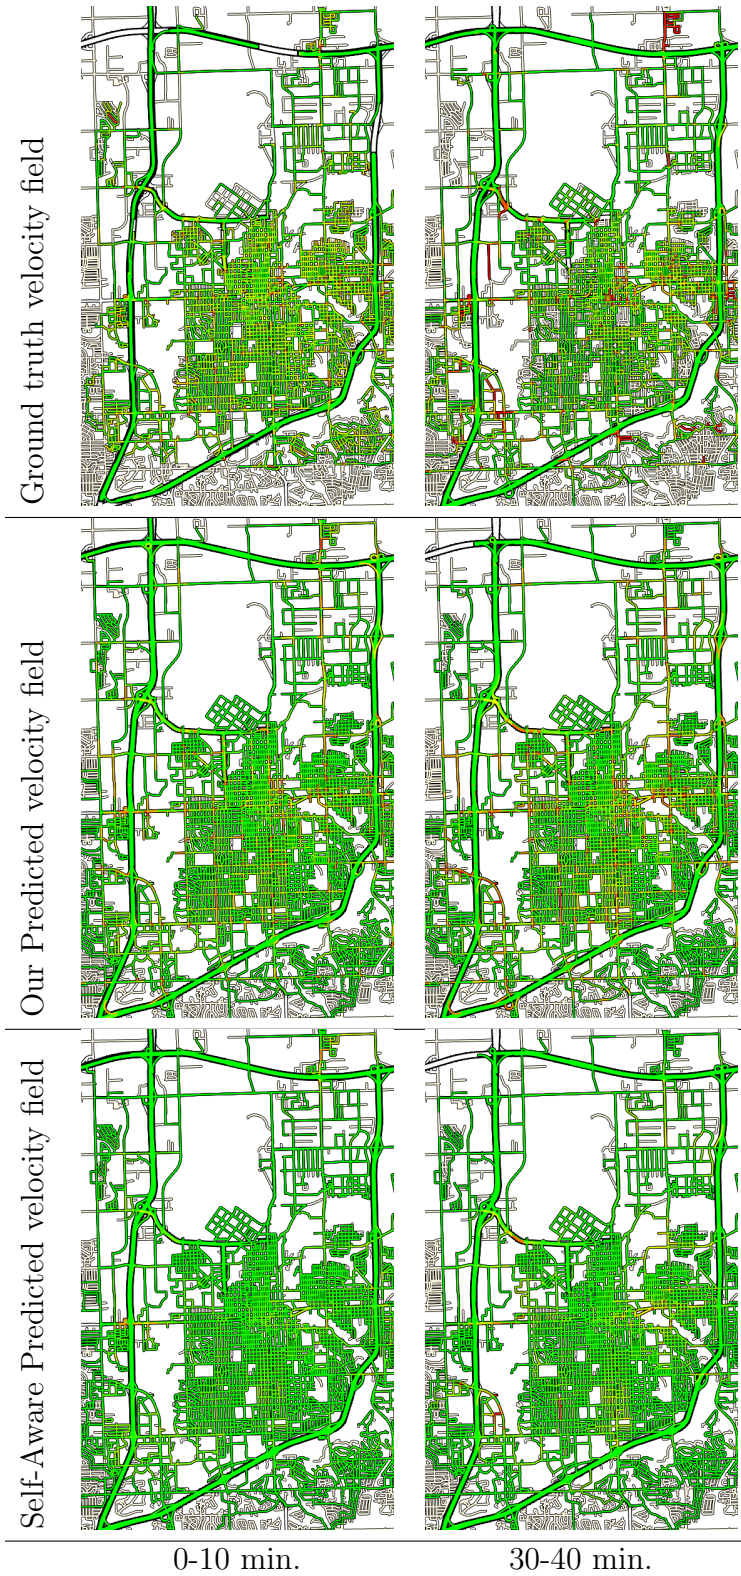 Ground truth velocity field
Our Predicted velocity field
Self-Aware Predicted velocity field
0-10 min.
30-40 min.